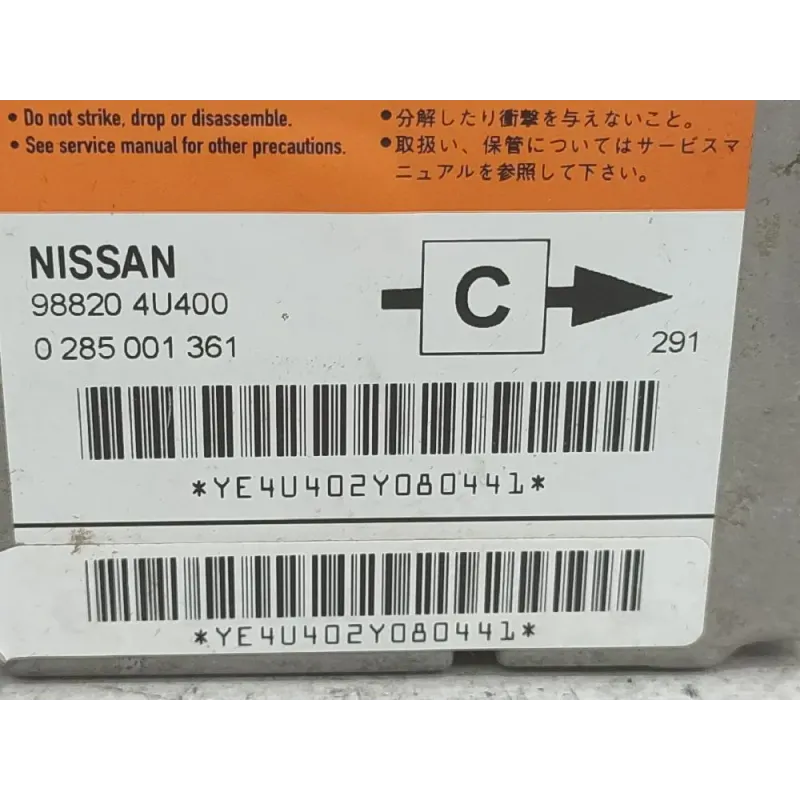 • Do not strike, drop or disassemble.
• See service manual for other precautions.
●分解したり衝撃を与えないこと。
●取扱い、保管についてはサービスマ
ニュアルを参照して下さい。
NISSAN
98820 4U400
0 285 001 361
C
291
*YE4U402Y080441*
*YE4U402Y080441*